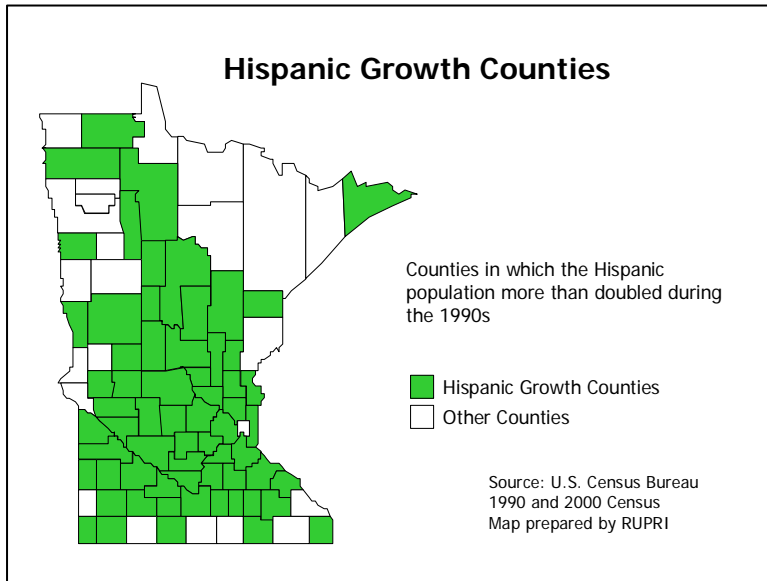 Hispanic Growth Counties
Counties in which the Hispanic
population more than doubled during
the 1990s
Hispanic Growth Counties
Other Counties
Source: U.S. Census Bureau
1990 and 2000 Census
Map prepared by RUPRI